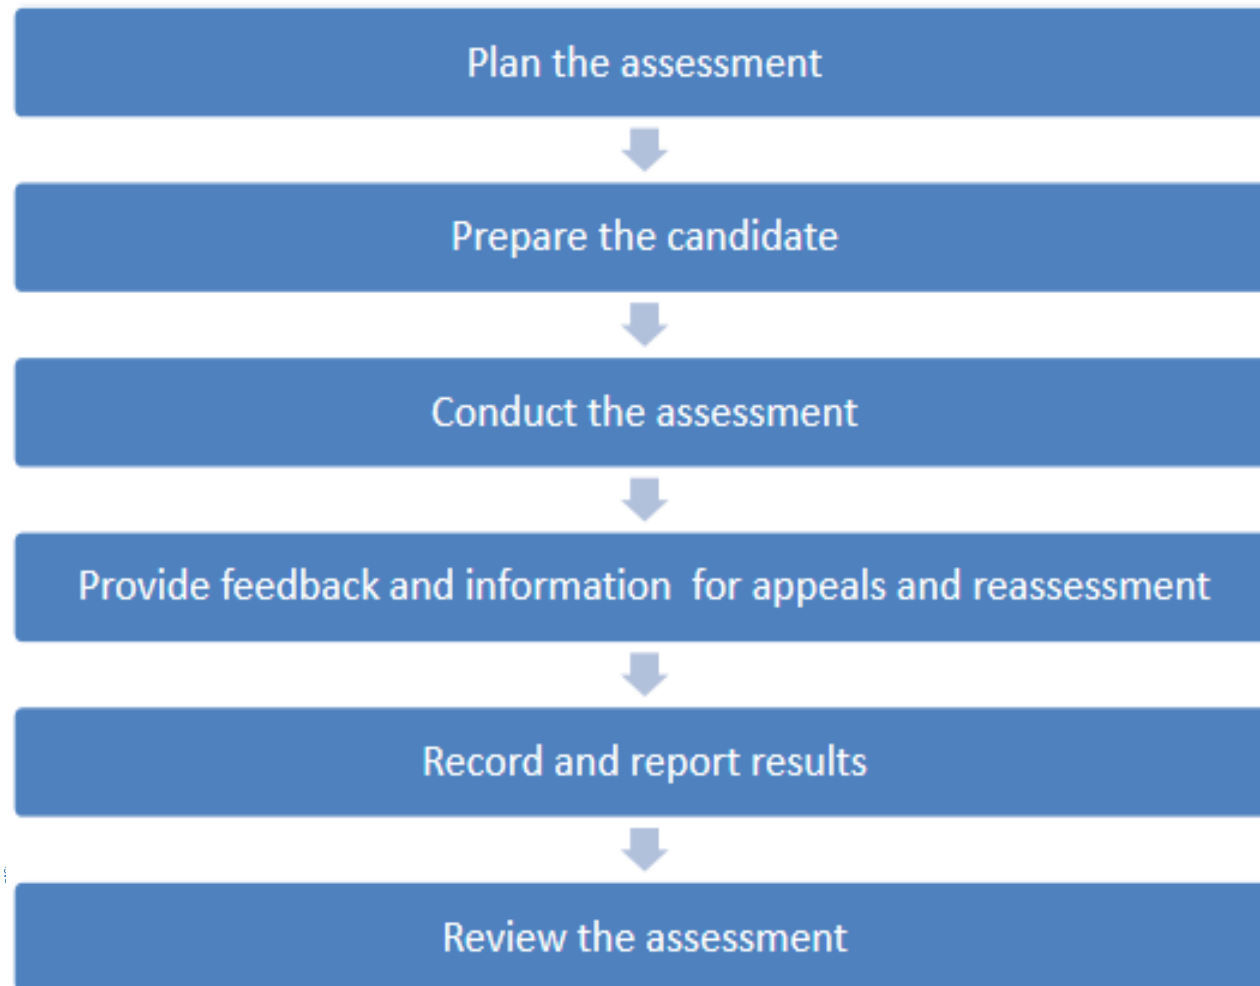 Plan the assessment
Prepare the candidate
Conduct the assessment
Provide feedback and information  for appeals and reassessment
Record and report results
Review the assessment